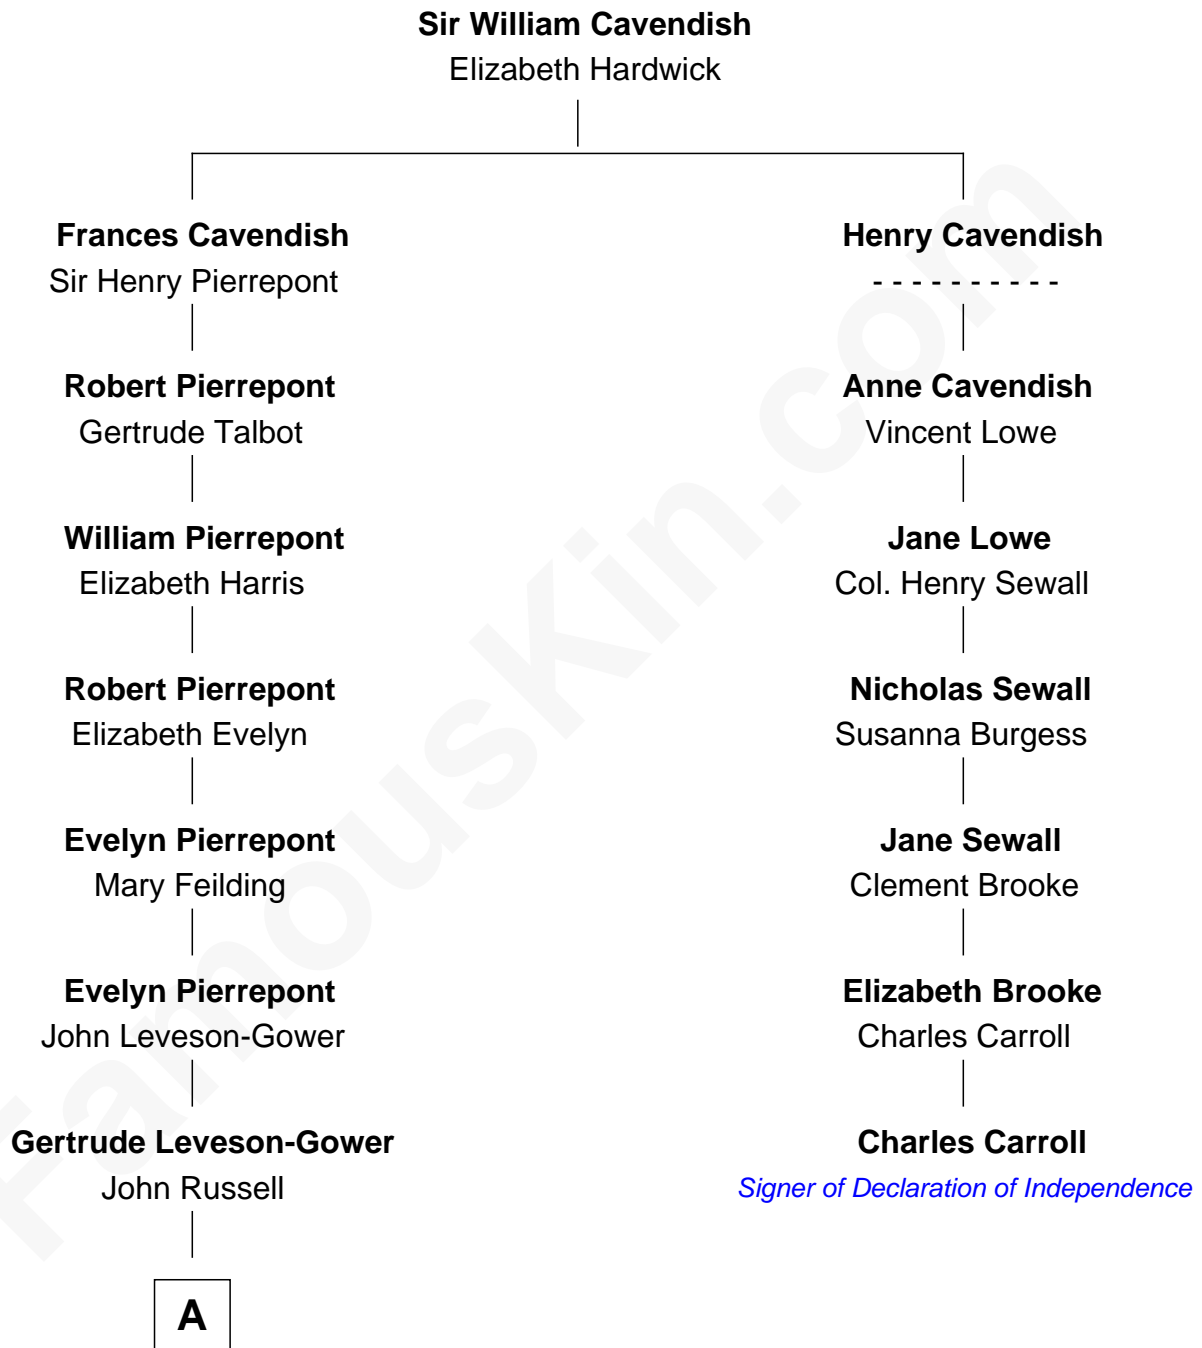 Sir William Cavendish
Elizabeth Hardwick
Frances Cavendish
Sir Henry Pierrepont
Henry Cavendish
- - - - - - - - - -
Robert Pierrepont
Gertrude Talbot
Anne Cavendish
Vincent Lowe
William Pierrepont
Elizabeth Harris
Jane Lowe
Col. Henry Sewall
Robert Pierrepont
Elizabeth Evelyn
Nicholas Sewall
Susanna Burgess
Evelyn Pierrepont
Mary Feilding
Jane Sewall
Clement Brooke
Evelyn Pierrepont
John Leveson-Gower
Elizabeth Brooke
Charles Carroll
Gertrude Leveson-Gower
John Russell
Charles Carroll
Signer of Declaration of Independence
A
FamousKin.com